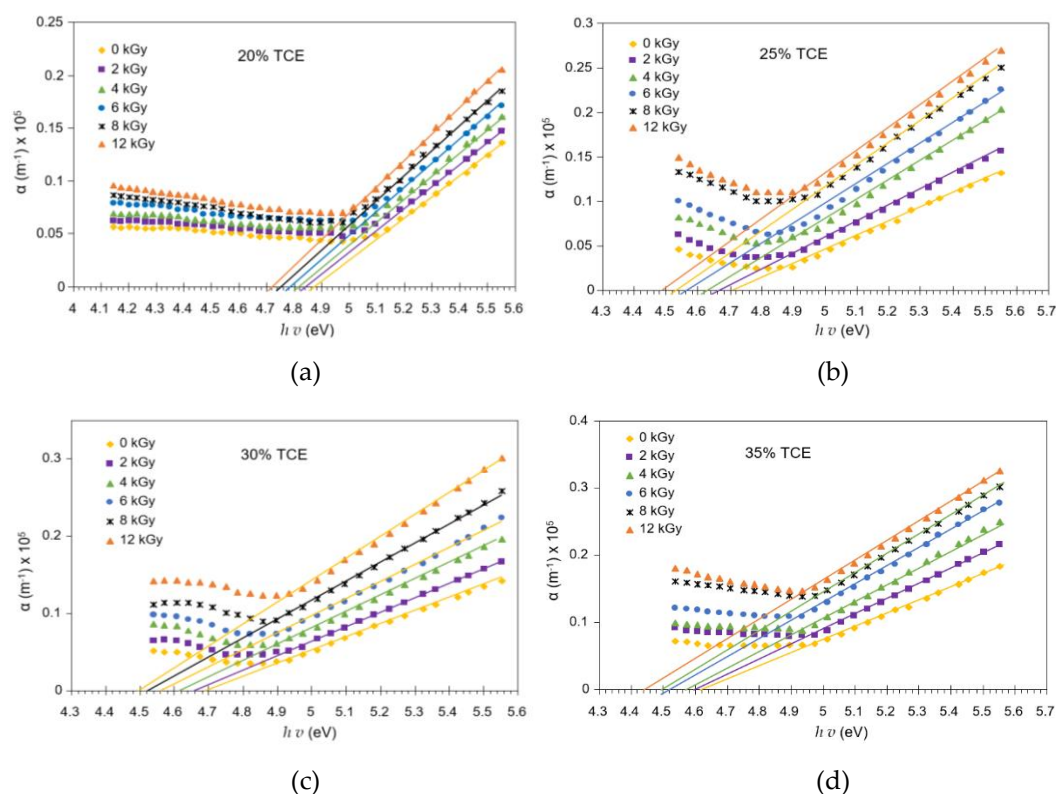 0.25
0.2
0.15
0.1
0.05
0
α (m⁻¹) x 10⁵
20% TCE
0 kGy
2 kGy
4 kGy
6 kGy
8 kGy
12 kGy
4 4.1 4.2 4.3 4.4 4.5 4.6 4.7 4.8 4.9 5 5.1 5.2 5.3 5.4 5.5 5.6
h v (eV)
(a)
0.3
0.25
0.2
0.15
0.1
0.05
0
α (m⁻¹) x 10⁵
25% TCE
0 kGy
2 kGy
4 kGy
6 kGy
8 kGy
12 kGy
4.3 4.4 4.5 4.6 4.7 4.8 4.9 5 5.1 5.2 5.3 5.4 5.5 5.6 5.7
h v (eV)
(b)
0.3
0.2
0.1
0
α (m⁻¹) x 10⁵
30% TCE
0 kGy
2 kGy
4 kGy
6 kGy
8 kGy
12 kGy
4.3 4.4 4.5 4.6 4.7 4.8 4.9 5 5.1 5.2 5.3 5.4 5.5 5.6
h v (eV)
(c)
0.4
0.3
0.2
0.1
0
α (m⁻¹) x 10⁵
35% TCE
0 kGy
2 kGy
4 kGy
6 kGy
8 kGy
12 kGy
4.3 4.4 4.5 4.6 4.7 4.8 4.9 5 5.1 5.2 5.3 5.4 5.5 5.6 5.7
h v (eV)
(d)